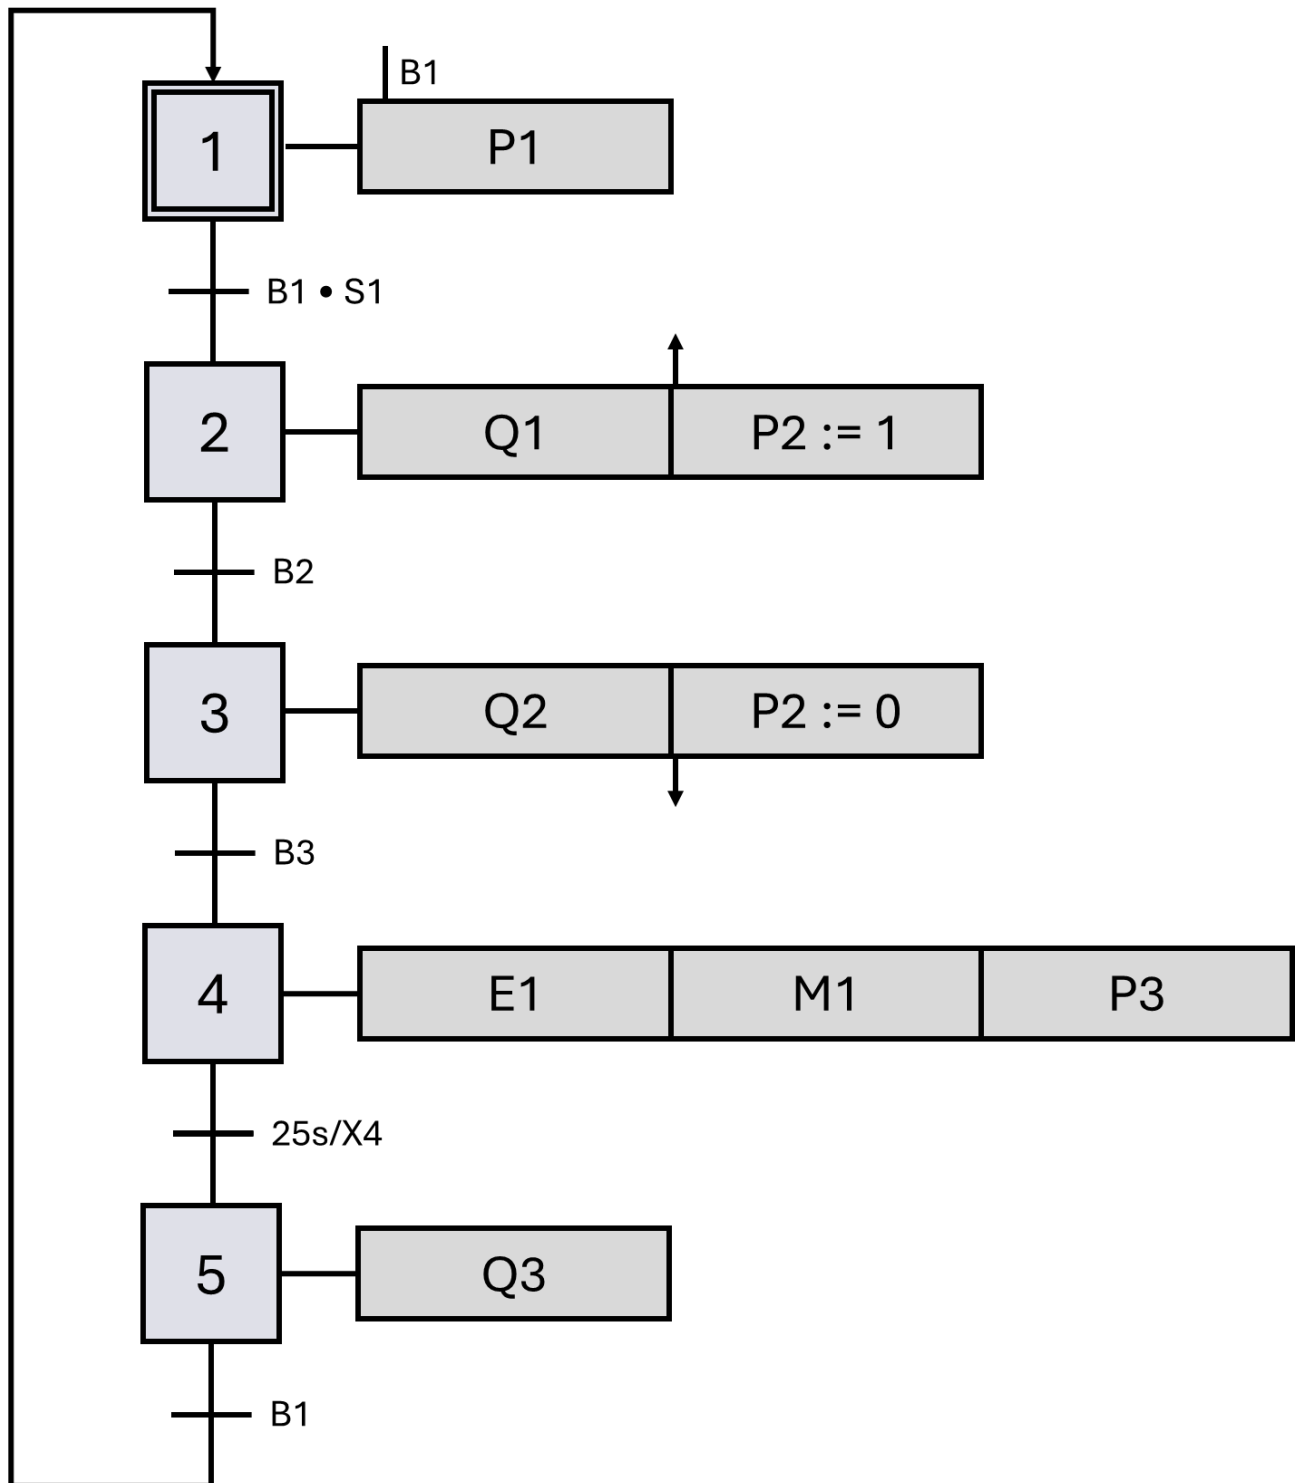 B1
1
P1
B1 • S1
2
Q1
P2 := 1
B2
3
Q2
P2 := 0
B3
4
E1
M1
P3
25s/X4
5
Q3
B1